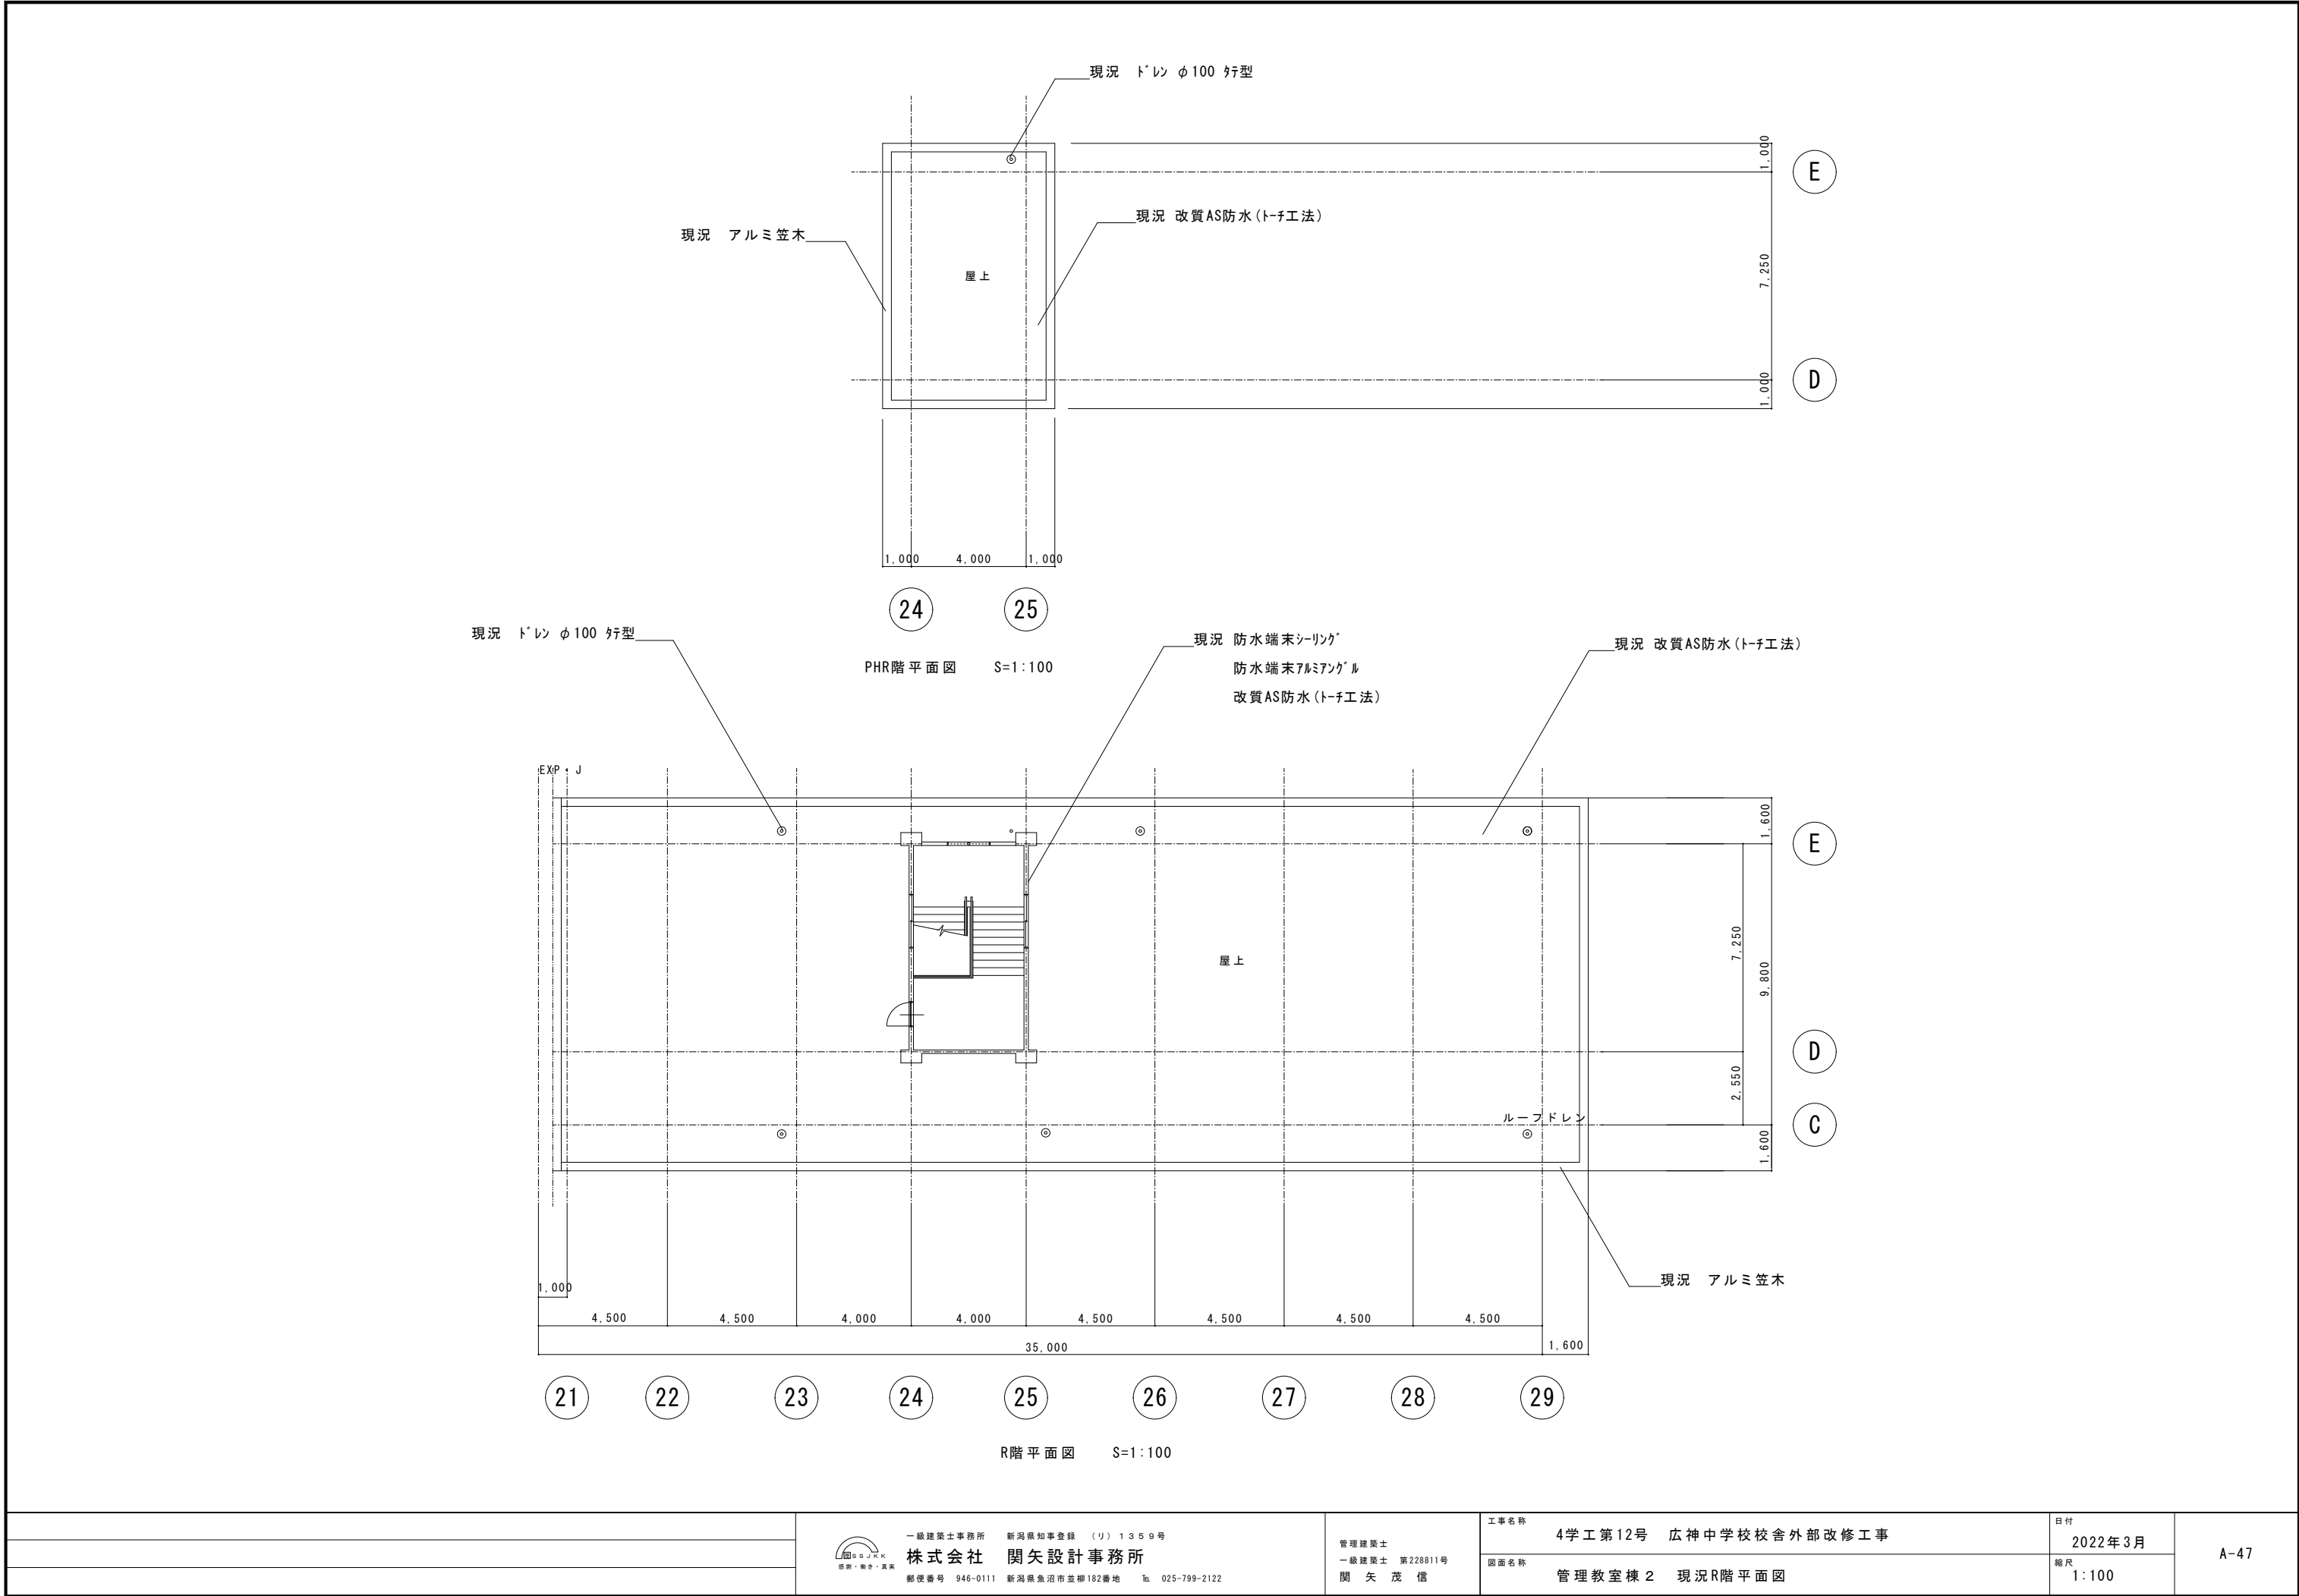 現況　ﾄﾞﾚﾝ φ100 ﾀﾃ型
1,000
E
現況 改質AS防水(ﾄｰﾁ工法)
現況　アルミ笠木
屋上
7,250
D
1,000
1,000 4,000 1,000
24 25
PHR階平面図　S=1:100
現況　ﾄﾞﾚﾝ φ100 ﾀﾃ型
現況 防水端末ｼｰﾘﾝｸﾞ
防水端末ｱﾙﾐｱﾝｸﾞﾙ
改質AS防水(ﾄｰﾁ工法)
現況 改質AS防水(ﾄｰﾁ工法)
EXP・J
1,600
E
7,250
9,800
屋上
D
2,550
ルーフドレン
C
1,600
現況　アルミ笠木
1,000
4,500 4,500 4,000 4,000 4,500 4,500 4,500 4,500
35,000 1,600
21 22 23 24 25 26 27 28 29
R階平面図　S=1:100
SSJKK
感謝・働き・真実
一級建築士事務所　新潟県知事登録　(リ)１３５９号
株式会社　関矢設計事務所
郵便番号　946-0111　新潟県魚沼市並柳182番地　℡　025-799-2122
管理建築士
一級建築士　第228811号
関　矢　茂　信
工事名称
4学工第12号　広神中学校校舎外部改修工事
図面名称
管理教室棟２　現況R階平面図
日付
2022年3月
縮尺
1:100
A-47